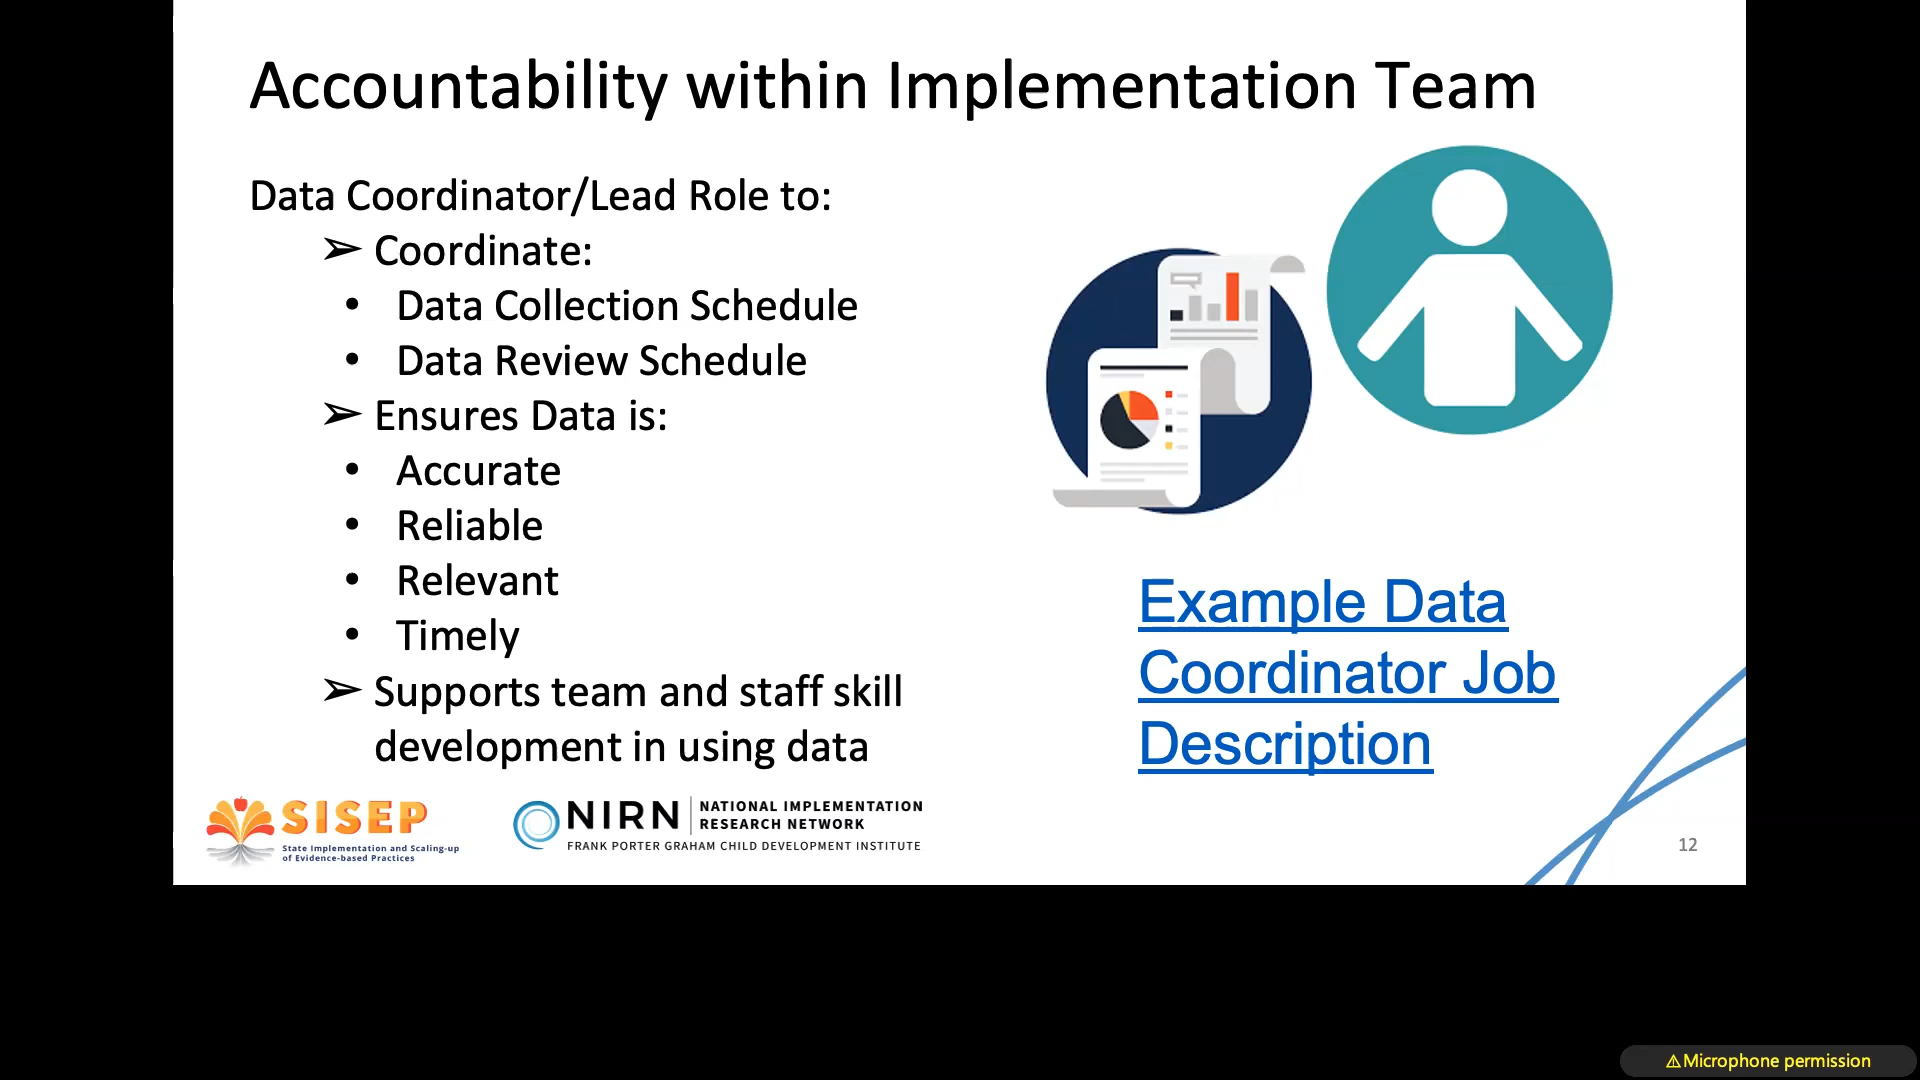 Accountability within Implementation Team
Data Coordinator/Lead Role to:
➢ Coordinate:
• Data Collection Schedule
• Data Review Schedule
➢ Ensures Data is:
• Accurate
• Reliable
• Relevant
• Timely
➢ Supports team and staff skill
development in using data
Example Data
Coordinator Job
Description
SISEP
State Implementation and Scaling-up
of Evidence-based Practices
NIRN
NATIONAL IMPLEMENTATION
RESEARCH NETWORK
FRANK PORTER GRAHAM CHILD DEVELOPMENT INSTITUTE
12
⚠Microphone permission